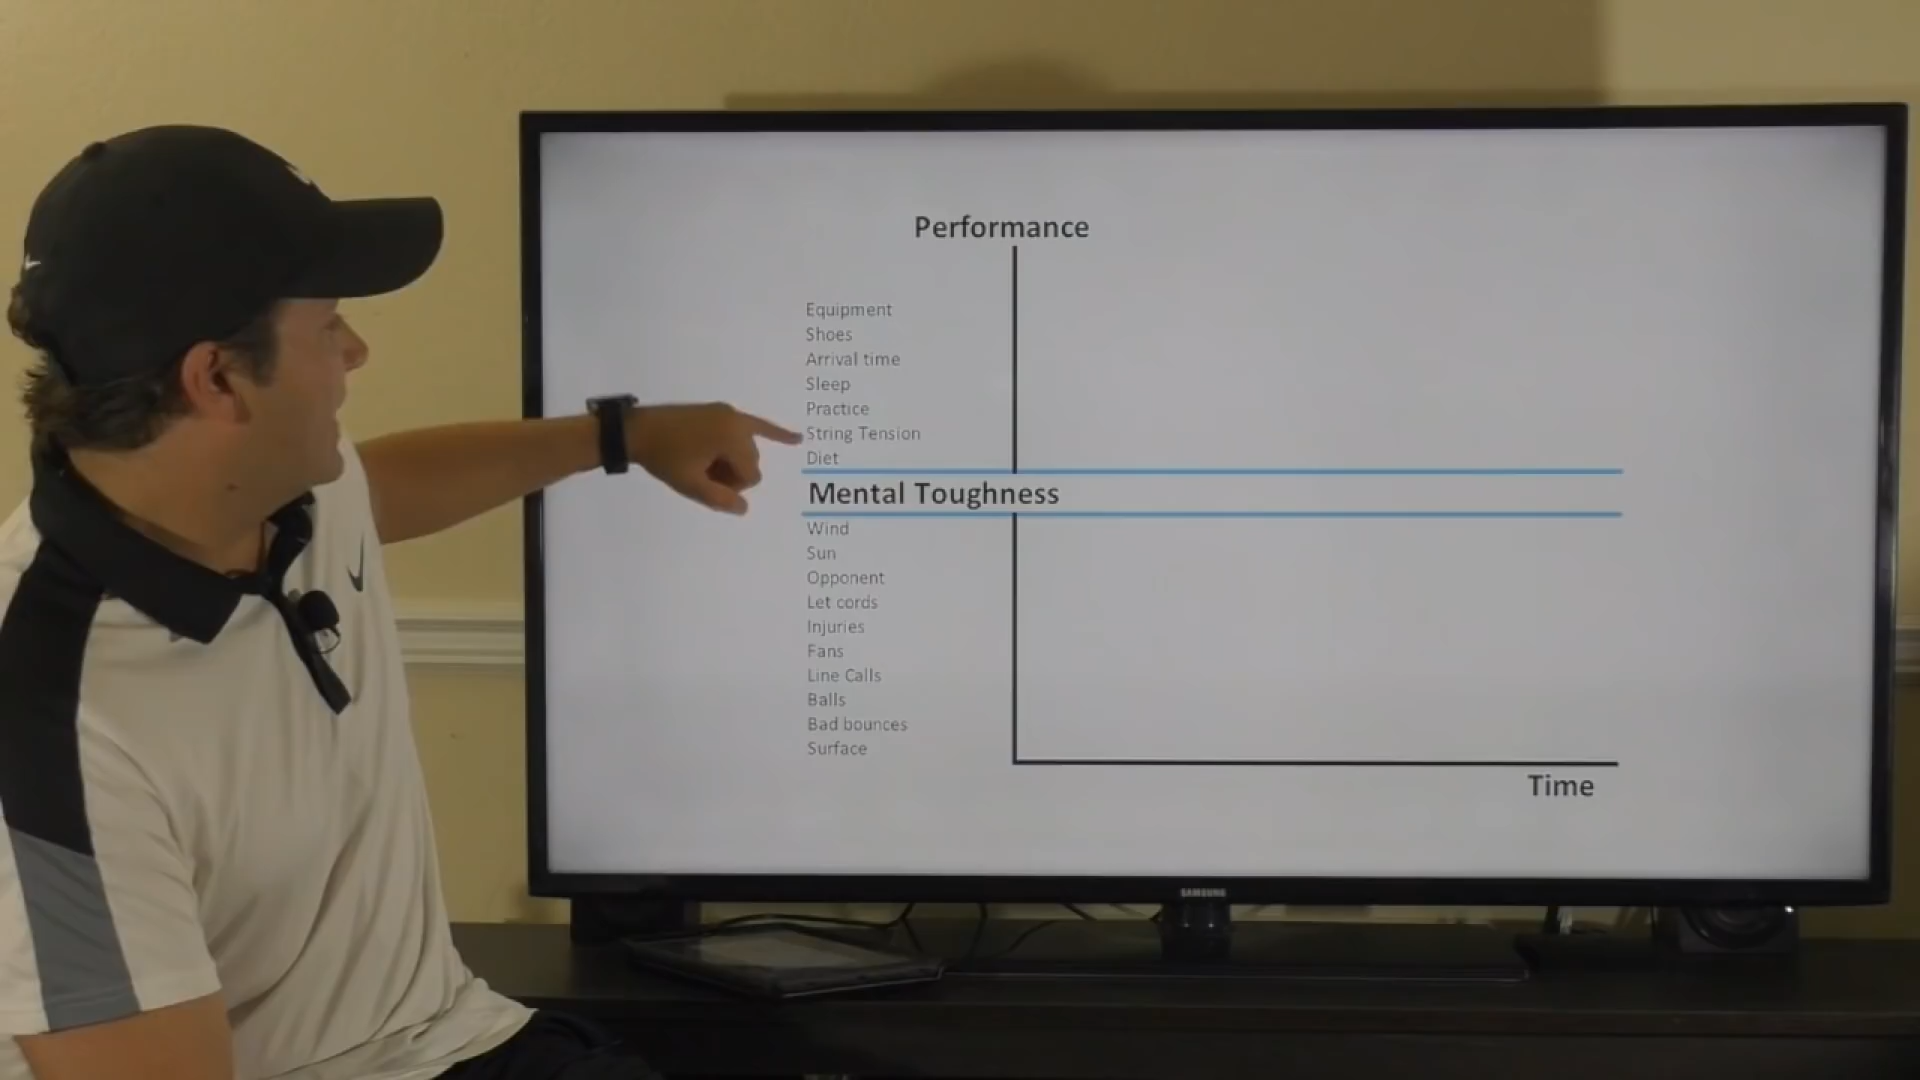 Performance
Equipment
Shoes
Arrival time
Sleep
Practice
String Tension
Diet
Mental Toughness
Wind
Sun
Opponent
Let cords
Injuries
Fans
Line Calls
Balls
Bad bounces
Surface
Time
SAMSUNG